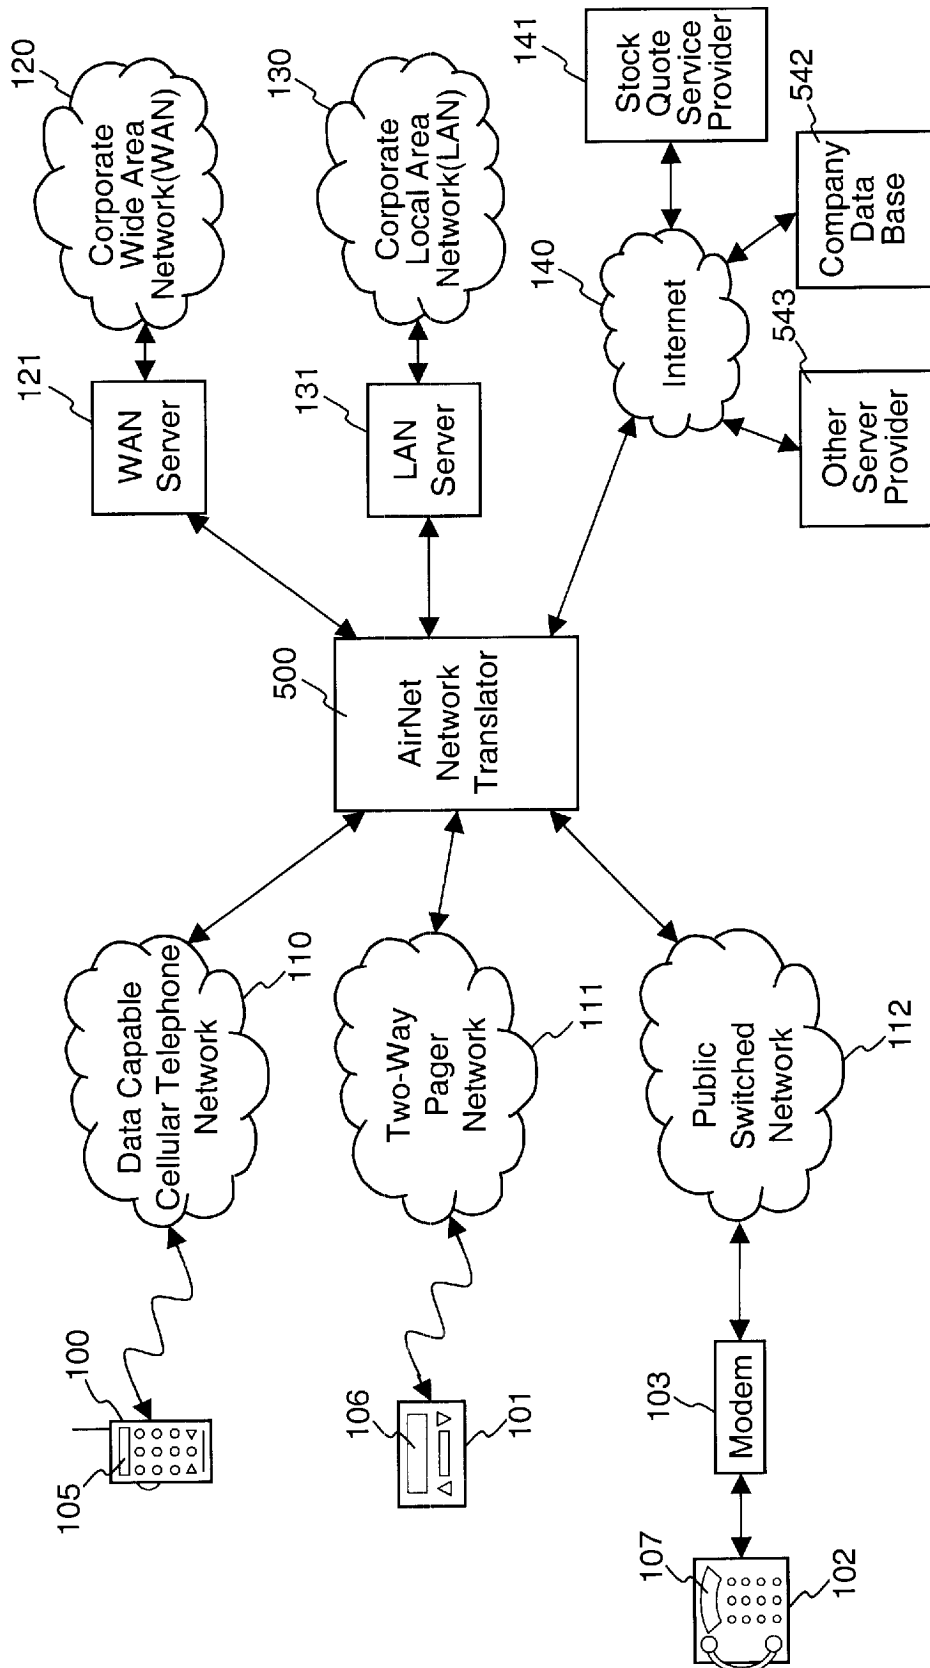 100
105
Data Capable
Cellular Telephone
Network
110
106
101
Two-Way
Pager
Network
111
107
102
103
Modem
Public
Switched
Network
112
500
AirNet
Network
Translator
121
WAN
Server
120
Corporate
Wide Area
Network(WAN)
131
LAN
Server
130
Corporate
Local Area
Network(LAN)
140
Internet
141
Stock
Quote
Service
Provider
543
Other
Server
Provider
542
Company
Data
Base